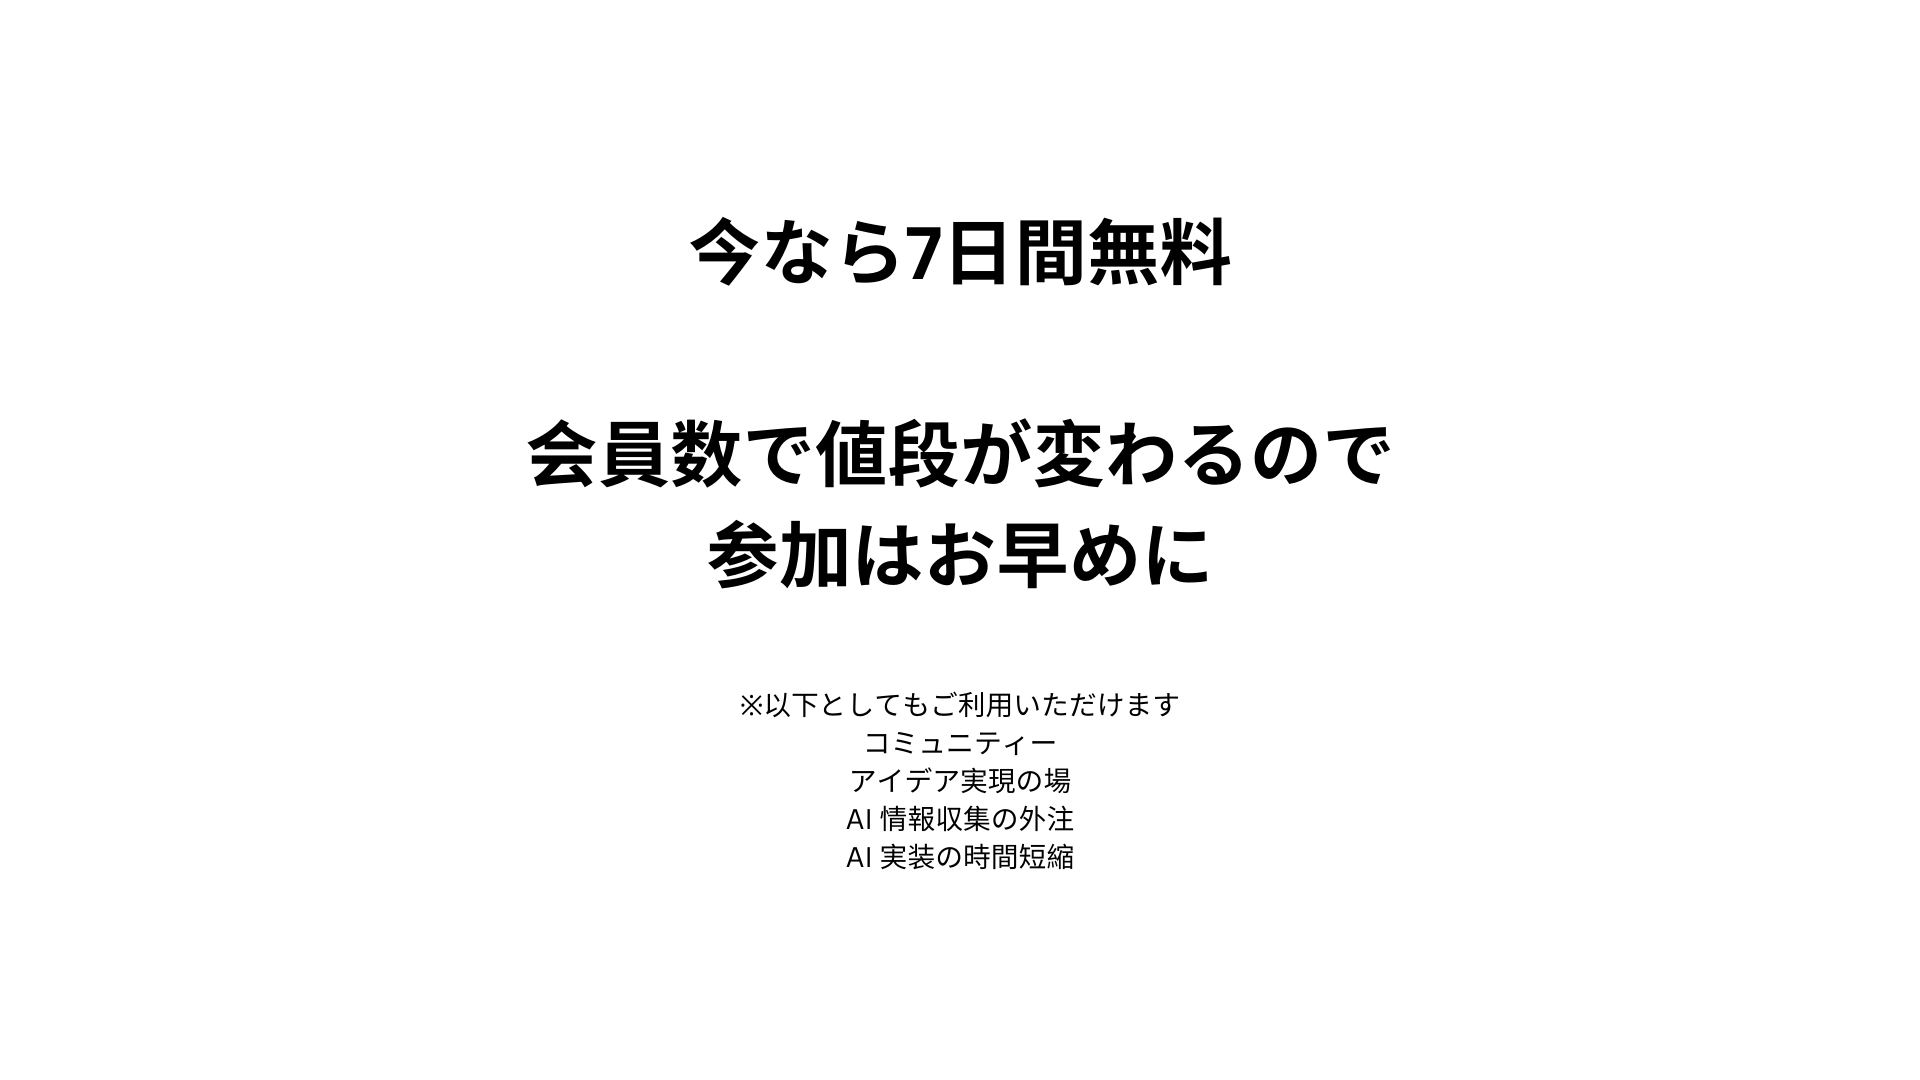 今なら7日間無料
会員数で値段が変わるので
参加はお早めに
※以下としてもご利用いただけます
コミュニティー
アイデア実現の場
AI 情報収集の外注
AI 実装の時間短縮